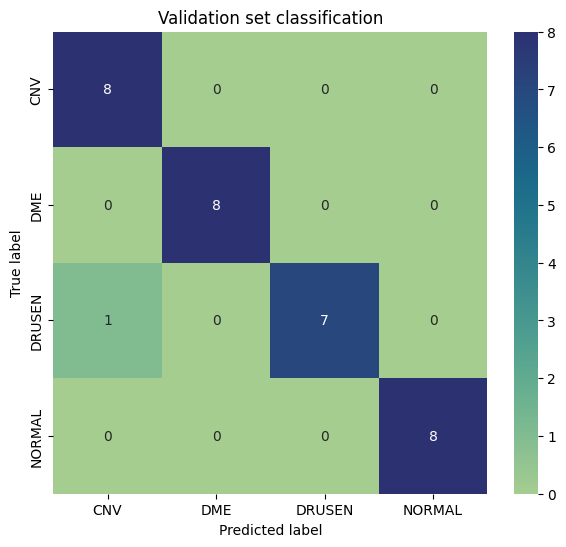 Validation set classification
True label
CNV
8 0 0 0
DME
0 8 0 0
DRUSEN
1 0 7 0
NORMAL
0 0 0 8
CNV DME DRUSEN NORMAL
Predicted label
8
7
6
5
4
3
2
1
0